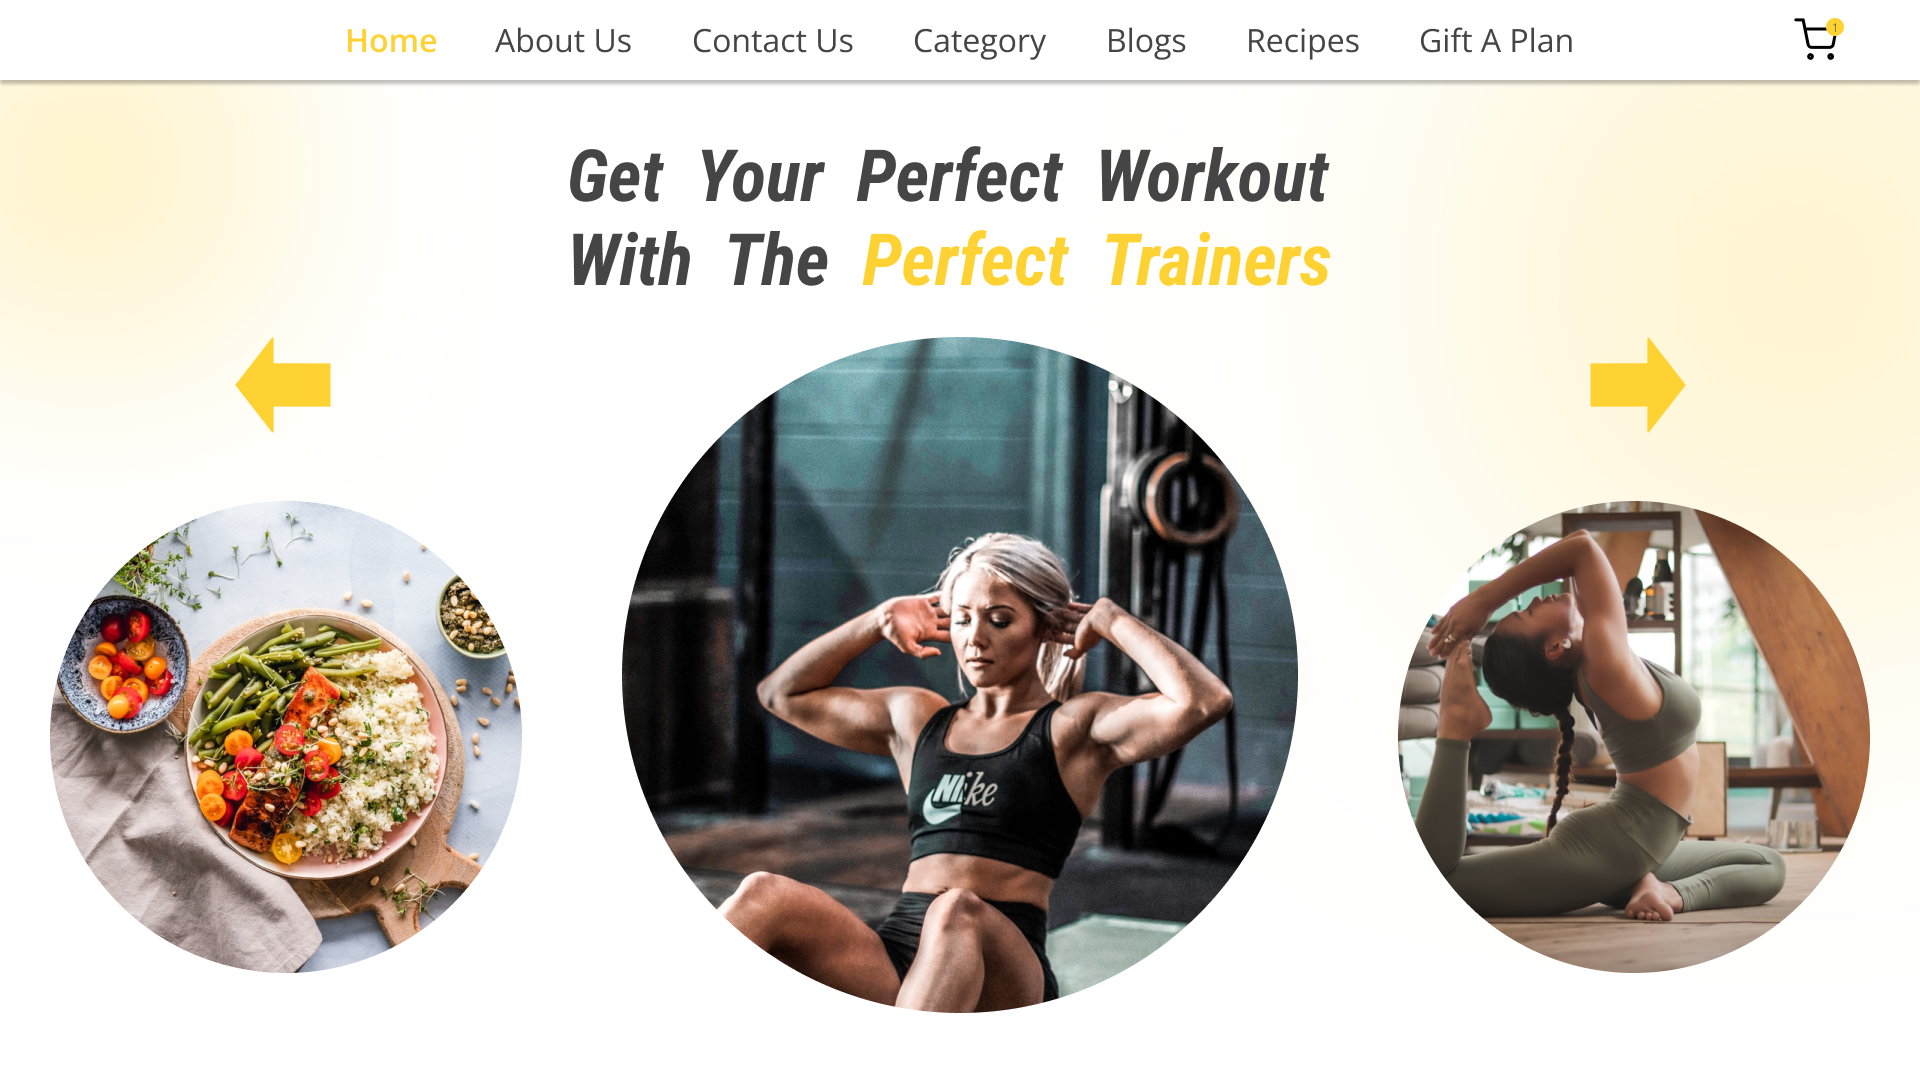 Home About Us Contact Us Category Blogs Recipes Gift A Plan 1
Get Your Perfect Workout
With The Perfect Trainers
Nike